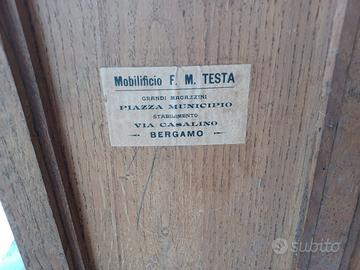 Mobilificio F. M. TESTA
GRANDI MAGAZZINI
PIAZZA MUNICIPIO
STABILIMENTO
VIA CASALINO
BERGAMO
subito